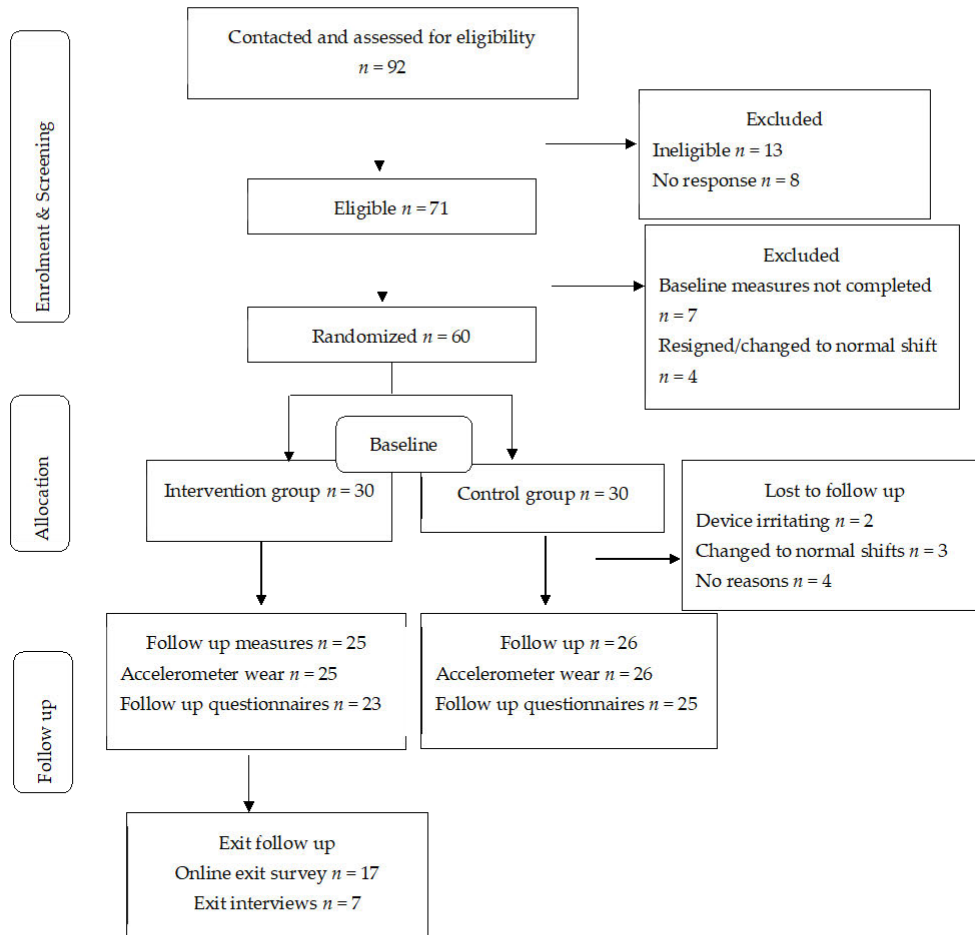 Contacted and assessed for eligibility
n = 92
Enrolment & Screening
Excluded
Ineligible n = 13
No response n = 8
Eligible n = 71
Excluded
Baseline measures not completed
n = 7
Resigned/changed to normal shift
n = 4
Randomized n = 60
Allocation
Baseline
Intervention group n = 30
Control group n = 30
Lost to follow up
Device irritating n = 2
Changed to normal shifts n = 3
No reasons n = 4
Follow up
Follow up measures n = 25
Accelerometer wear n = 25
Follow up questionnaires n = 23
Follow up n = 26
Accelerometer wear n = 26
Follow up questionnaires n = 25
Exit follow up
Online exit survey n = 17
Exit interviews n = 7